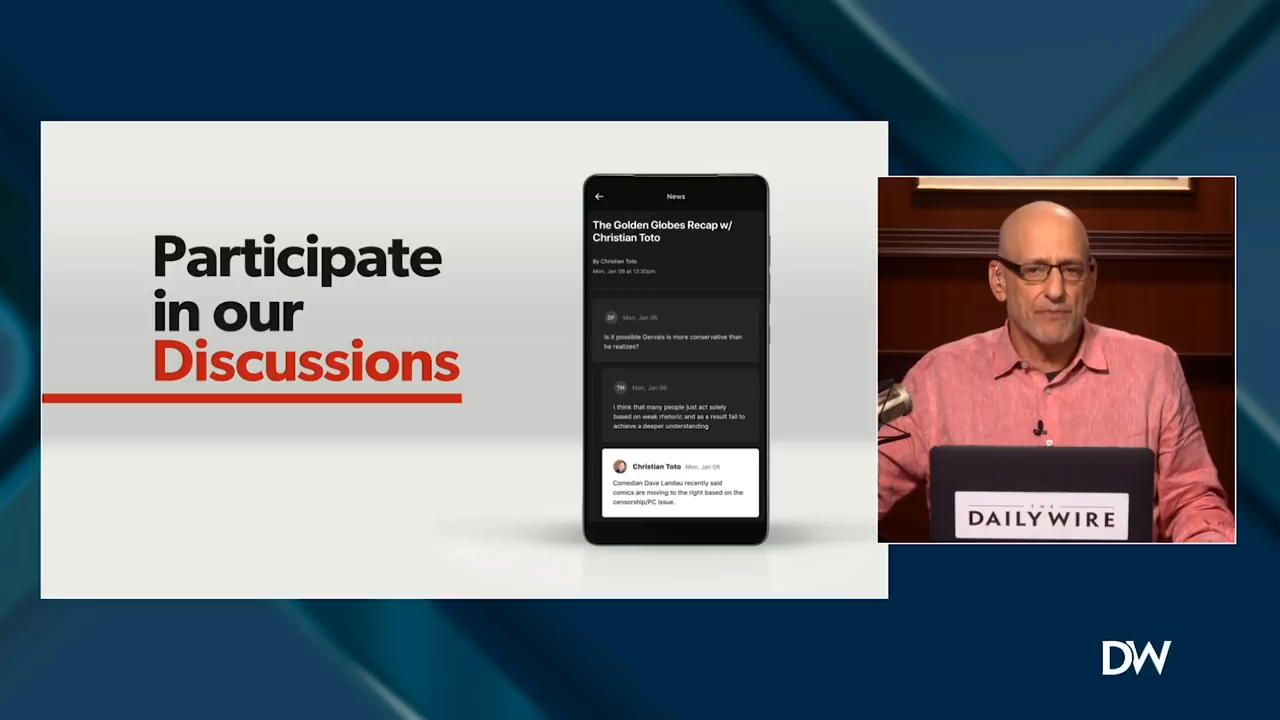 Participate
in our
Discussions
News
The Golden Globes Recap w/
Christian Toto
By Christian Toto
Mon, Jan 06 at 12:30pm
DF Mon, Jan 06
Is it possible Gervais is more conservative than
he realizes?
TM Mon, Jan 06
I think that many people just act solely
based on weak rhetoric and as a result fail to
achieve a deeper understanding
Christian Toto Mon, Jan 06
Comedian Dave Landau recently said
comics are moving to the right based on the
censorship/PC issue.
THE
DAILY WIRE
DW